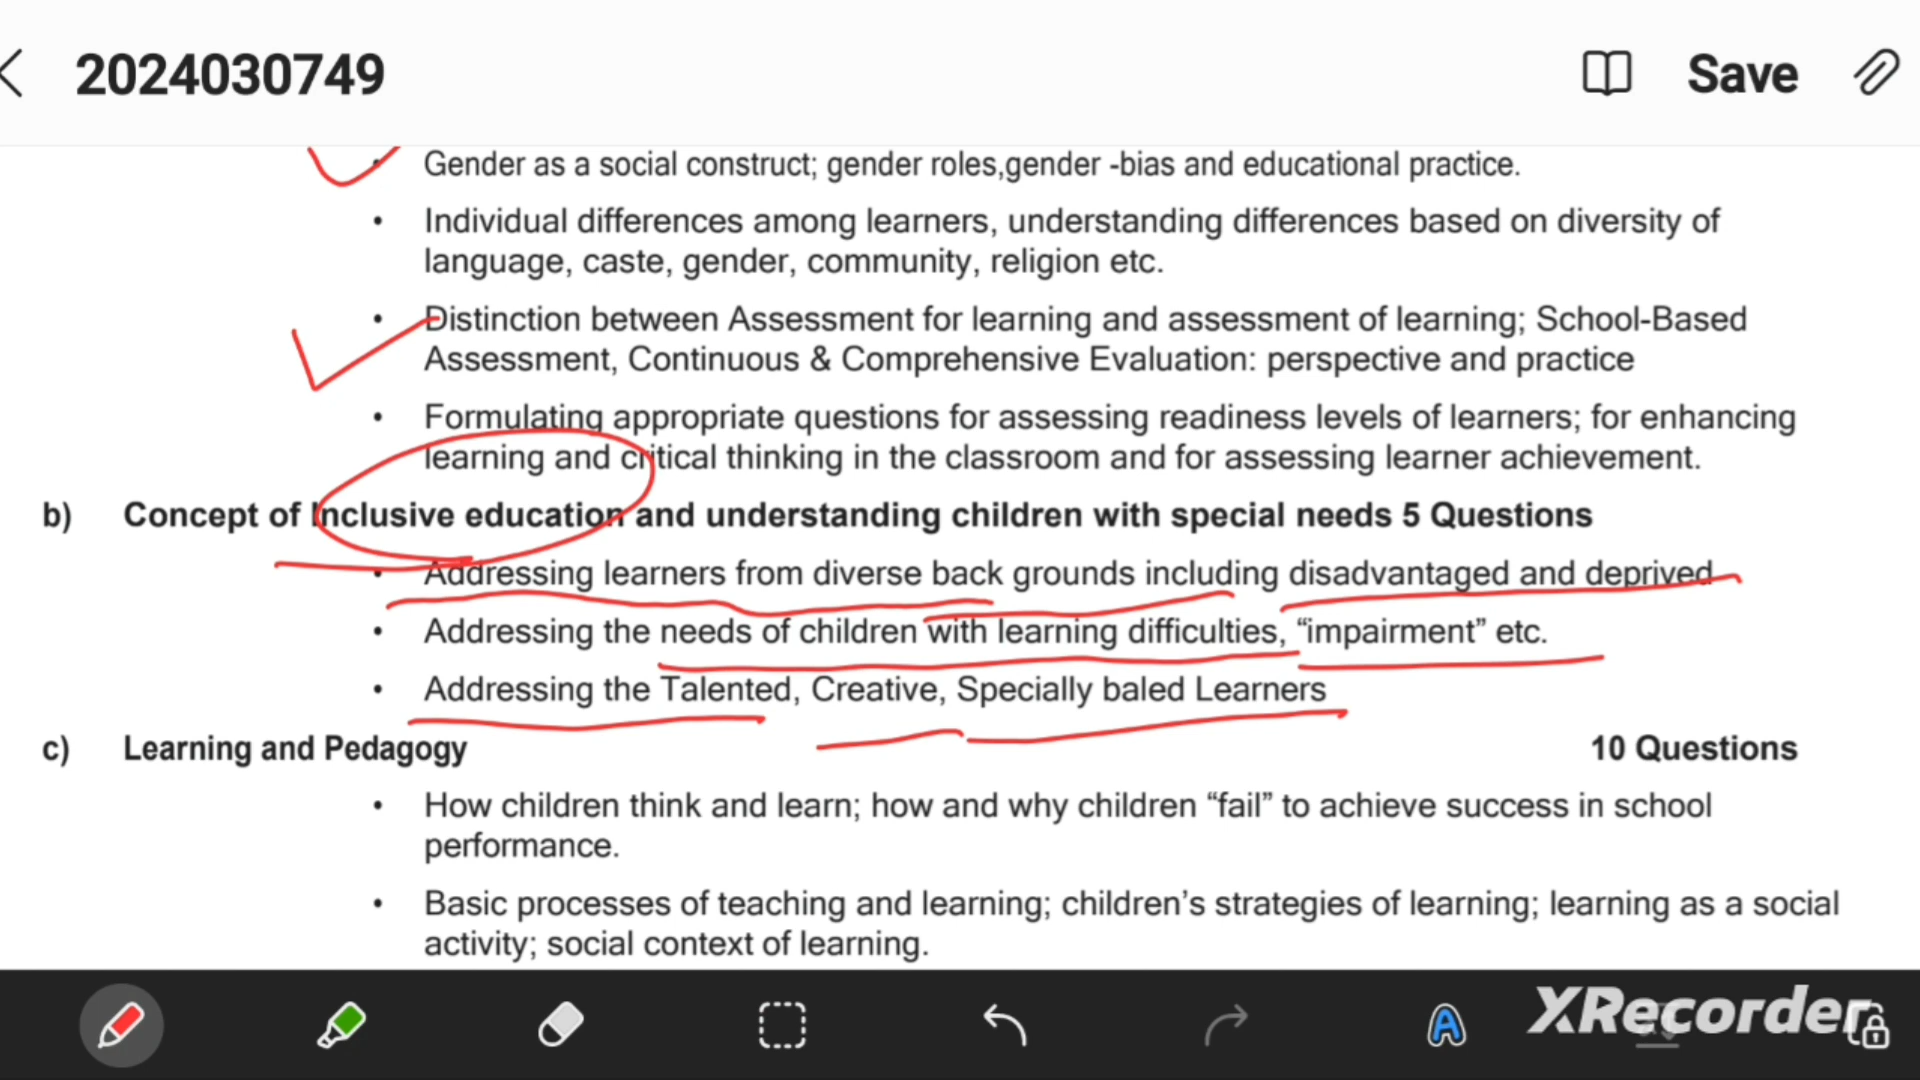 2024030749
Save
Gender as a social construct; gender roles,gender -bias and educational practice.
• Individual differences among learners, understanding differences based on diversity of
language, caste, gender, community, religion etc.
• Distinction between Assessment for learning and assessment of learning; School-Based
Assessment, Continuous & Comprehensive Evaluation: perspective and practice
• Formulating appropriate questions for assessing readiness levels of learners; for enhancing
learning and critical thinking in the classroom and for assessing learner achievement.
b) Concept of Inclusive education and understanding children with special needs 5 Questions
• Addressing learners from diverse back grounds including disadvantaged and deprived
• Addressing the needs of children with learning difficulties, “impairment” etc.
• Addressing the Talented, Creative, Specially baled Learners
c) Learning and Pedagogy 10 Questions
• How children think and learn; how and why children “fail” to achieve success in school
performance.
• Basic processes of teaching and learning; children’s strategies of learning; learning as a social
activity; social context of learning.
A
XRecorder